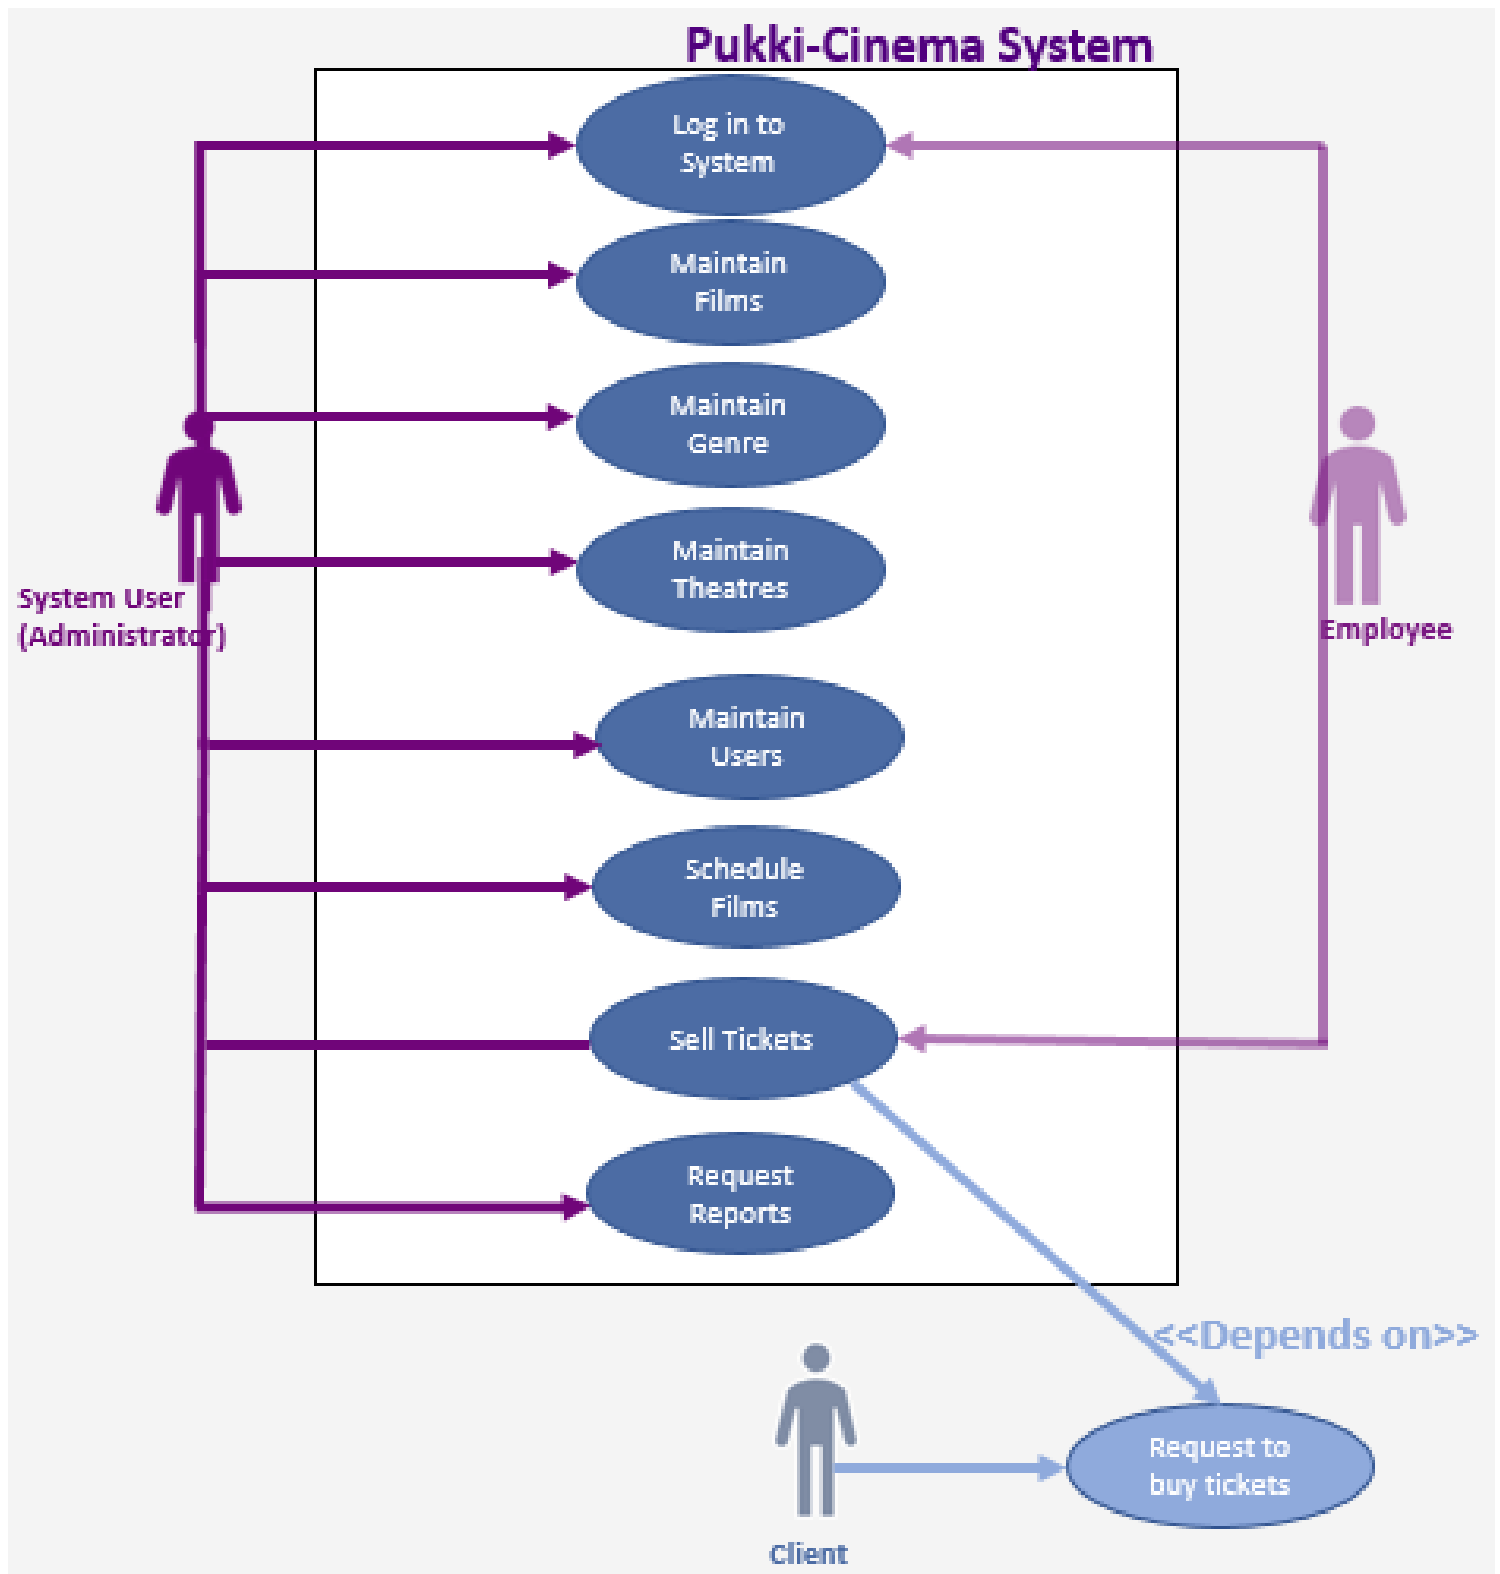 Pukki-Cinema System
Log in to
System
Maintain
Films
Maintain
Genre
Maintain
Theatres
System User
(Administrator)
Employee
Maintain
Users
Schedule
Films
Sell Tickets
Request
Reports
<<Depends on>>
Request to
buy tickets
Client